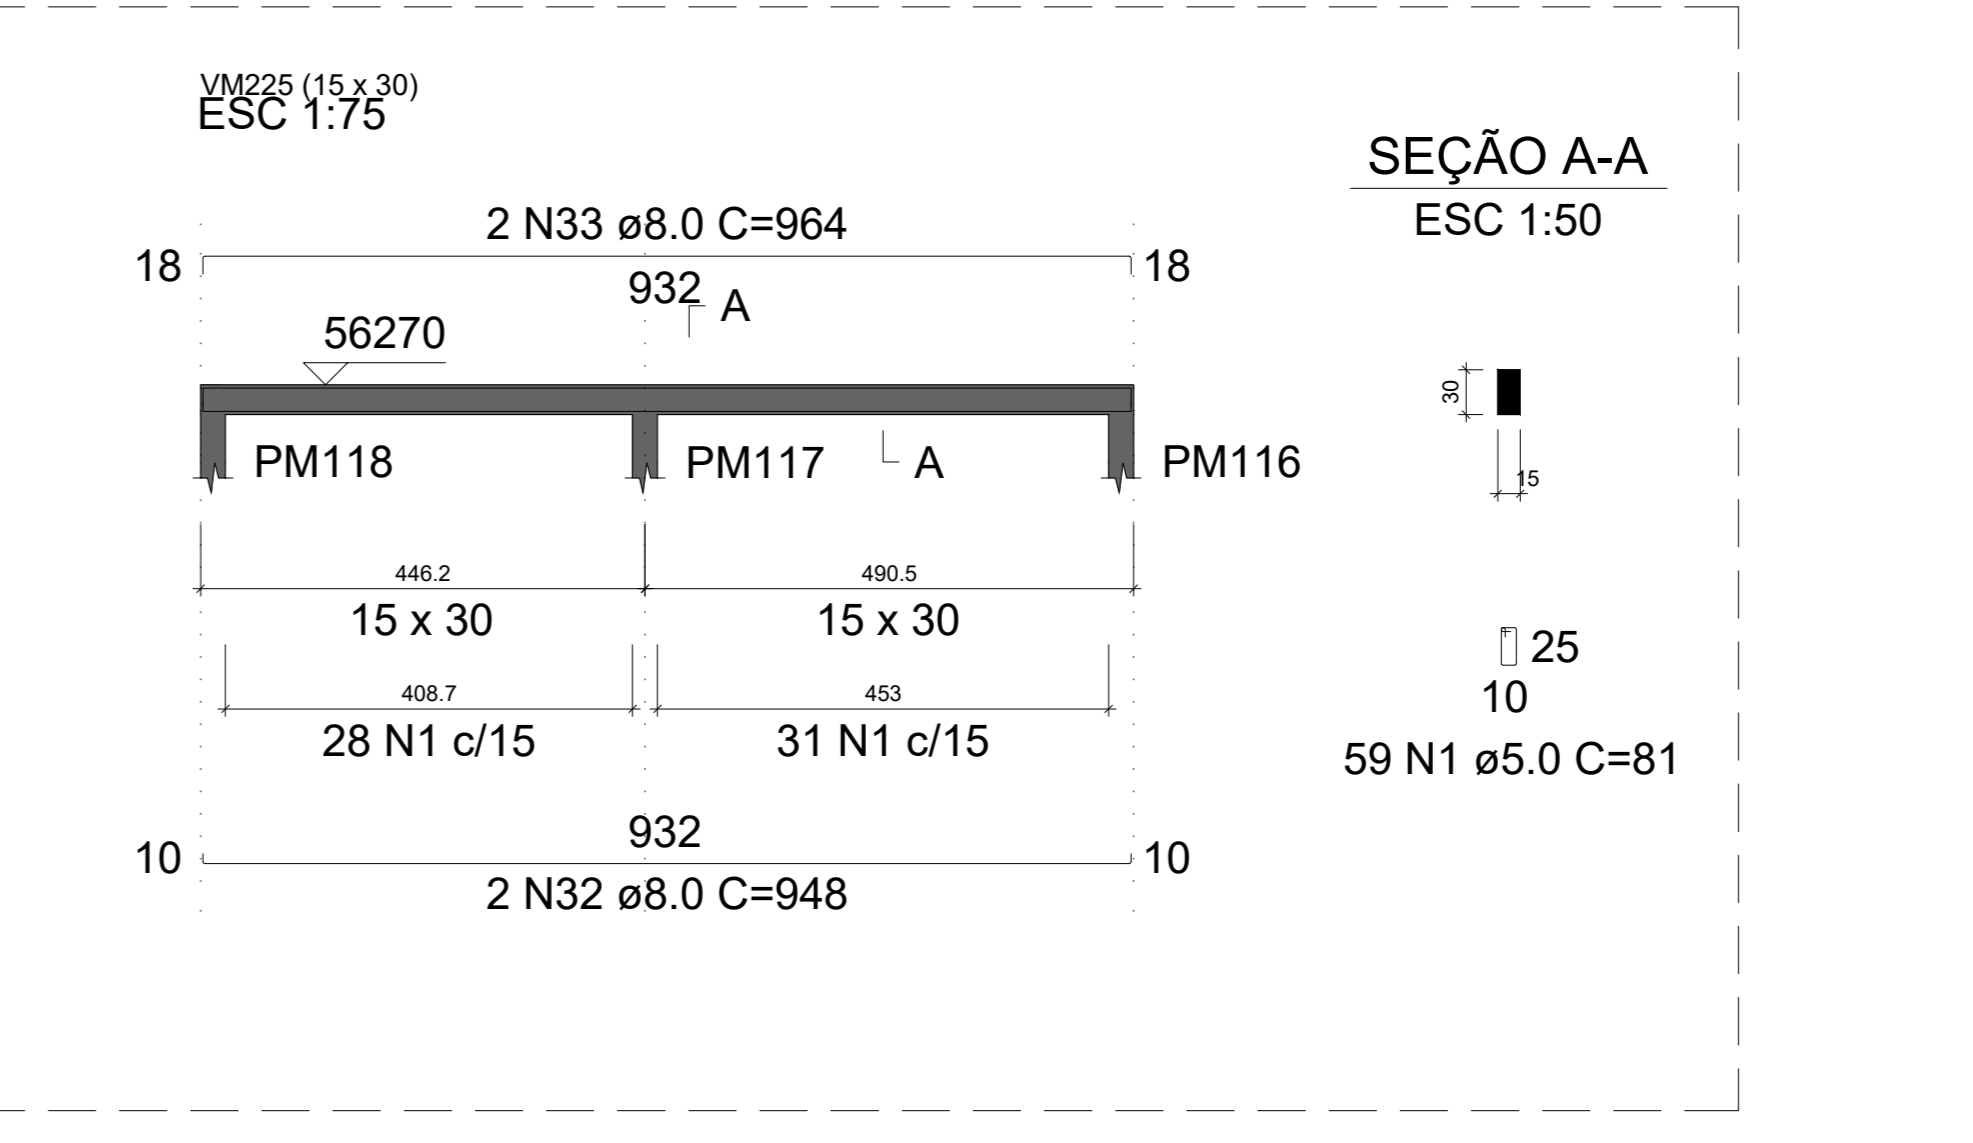 VM225 (15 x 30)
ESC 1:75
SEÇÃO A-A
ESC 1:50
2 N33 ø8.0 C=964
18
18
932
A
56270
30
PM118
PM117
A
PM116
15
446.2
490.5
15 x 30
15 x 30
25
10
408.7
453
28 N1 c/15
31 N1 c/15
59 N1 ø5.0 C=81
932
10
10
2 N32 ø8.0 C=948